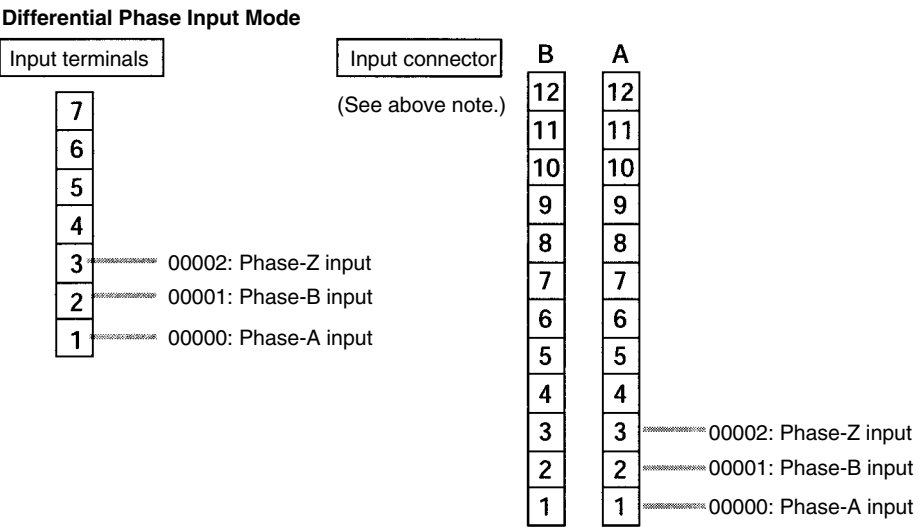 Differential Phase Input Mode
Input terminals
7
6
5
4
3 00002: Phase-Z input
2 00001: Phase-B input
1 00000: Phase-A input
Input connector
(See above note.)
B A
12 12
11 11
10 10
9 9
8 8
7 7
6 6
5 5
4 4
3 3 00002: Phase-Z input
2 2 00001: Phase-B input
1 1 00000: Phase-A input